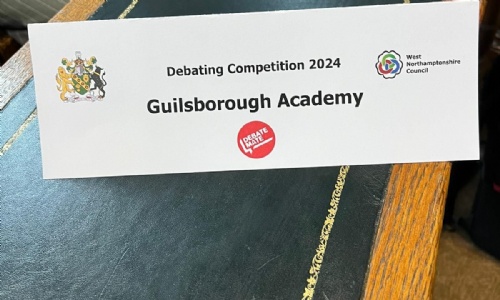 Debating Competition 2024
West
Northamptonshire
Council
Guilsborough Academy
DEBATE
MATE